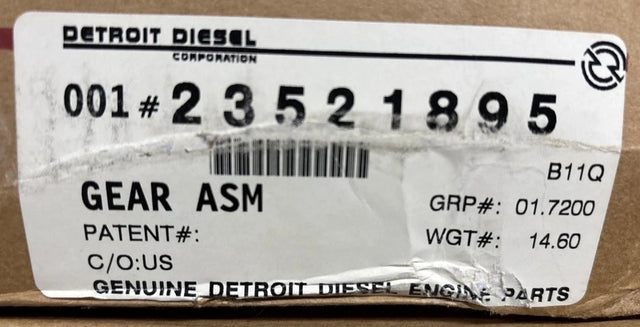 DETROIT DIESEL
CORPORATION
001# 23521895
B11Q
GEAR ASM
GRP#: 01.7200
PATENT#:
WGT#: 14.60
C/O:US
GENUINE DETROIT DIESEL ENGINE PARTS